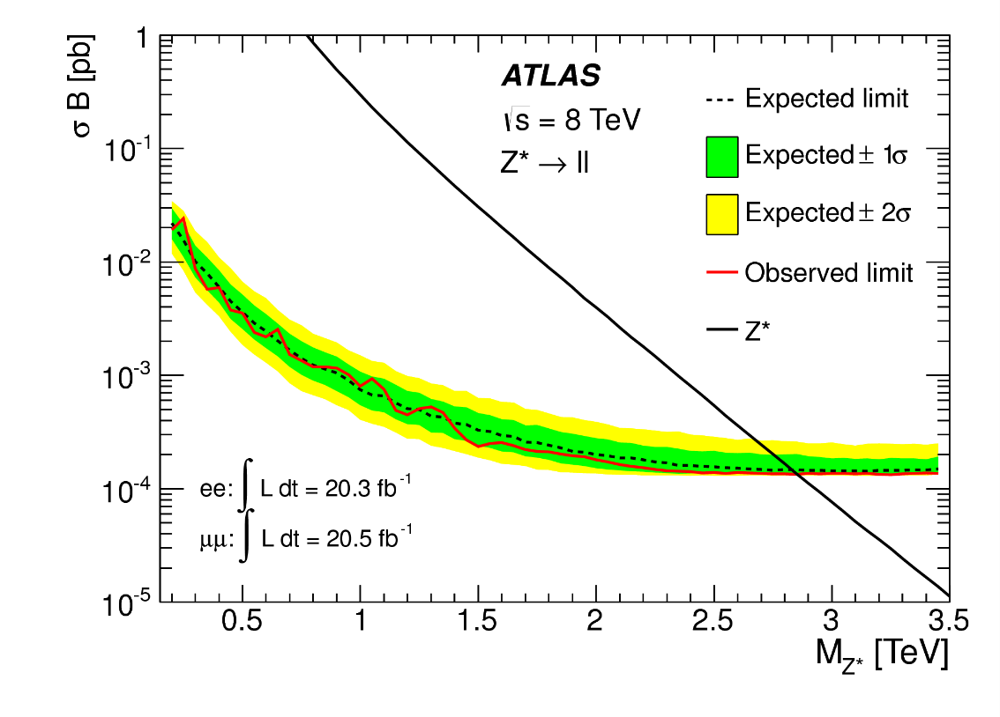 σ B [pb]
1
10⁻¹
10⁻²
10⁻³
10⁻⁴
10⁻⁵
ATLAS
√s = 8 TeV
Z* → ll
Expected limit
Expected ± 1σ
Expected ± 2σ
Observed limit
Z*
ee: ∫ L dt = 20.3 fb⁻¹
μμ: ∫ L dt = 20.5 fb⁻¹
0.5 1 1.5 2 2.5 3 3.5
M_Z* [TeV]